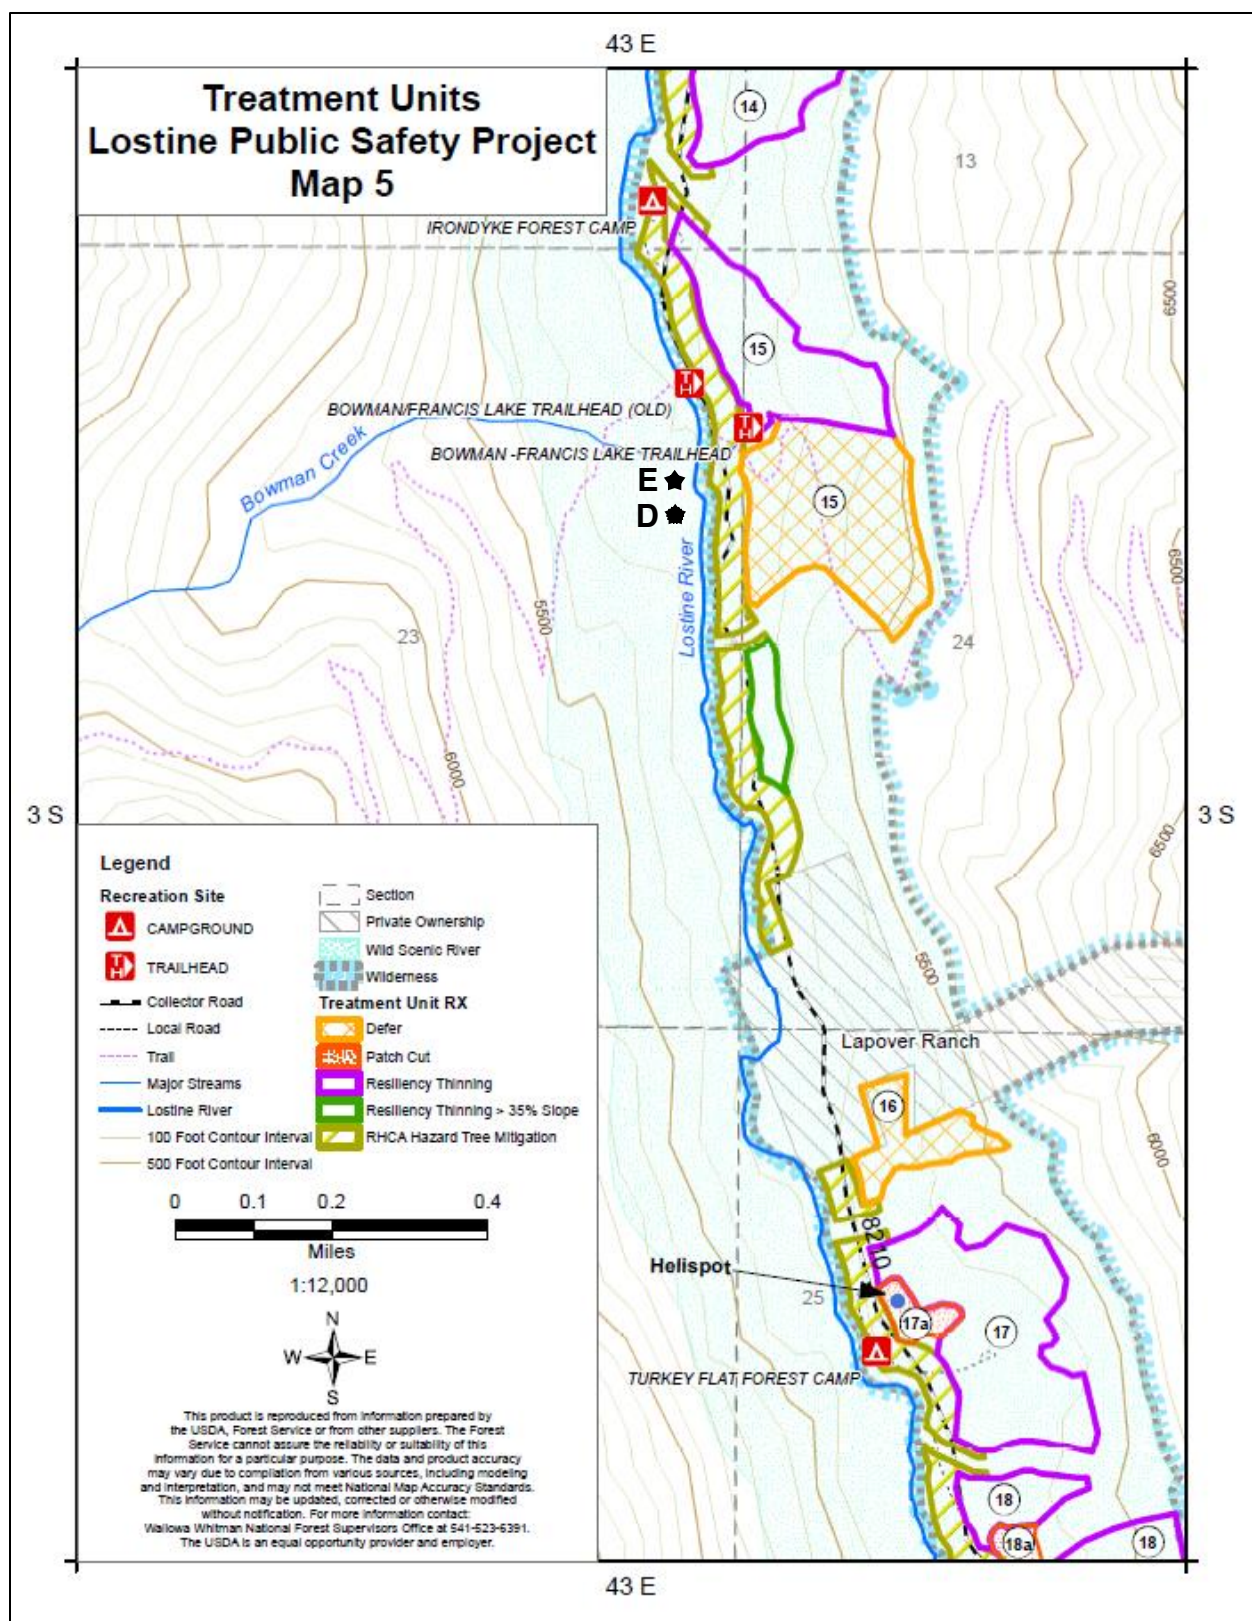 43 E
Treatment Units
Lostine Public Safety Project
Map 5
14
13
IRONDYKE FOREST CAMP
6500
15
TH
BOWMAN/FRANCIS LAKE TRAILHEAD (OLD)
TH
BOWMAN -FRANCIS LAKE TRAILHEAD
Bowman Creek
E
D
15
Lostine River
6500
5500
23
24
6000
3 S
3 S
6500
Legend
Recreation Site
CAMPGROUND
TH
TRAILHEAD
Collector Road
Local Road
Trail
Major Streams
Lostine River
100 Foot Contour Interval
500 Foot Contour Interval
Section
Private Ownership
Wild Scenic River
Wilderness
Treatment Unit RX
Defer
Patch Cut
Resiliency Thinning
Resiliency Thinning > 35% Slope
RHCA Hazard Tree Mitigation
0 0.1 0.2 0.4
Miles
1:12,000
N
W E
S
This product is reproduced from information prepared by
the USDA, Forest Service or from other suppliers. The Forest
Service cannot assure the reliability or suitability of this
information for a particular purpose. The data and product accuracy
may vary due to compilation from various sources, including modeling
and interpretation, and may not meet National Map Accuracy Standards.
This information may be updated, corrected or otherwise modified
without notification. For more information contact:
Wallowa Whitman National Forest Supervisors Office at 541-523-6391.
The USDA is an equal opportunity provider and employer.
5500
Lapover Ranch
16
6000
8210
Helispot
25
17a
17
TURKEY FLAT FOREST CAMP
18
18a
18
43 E